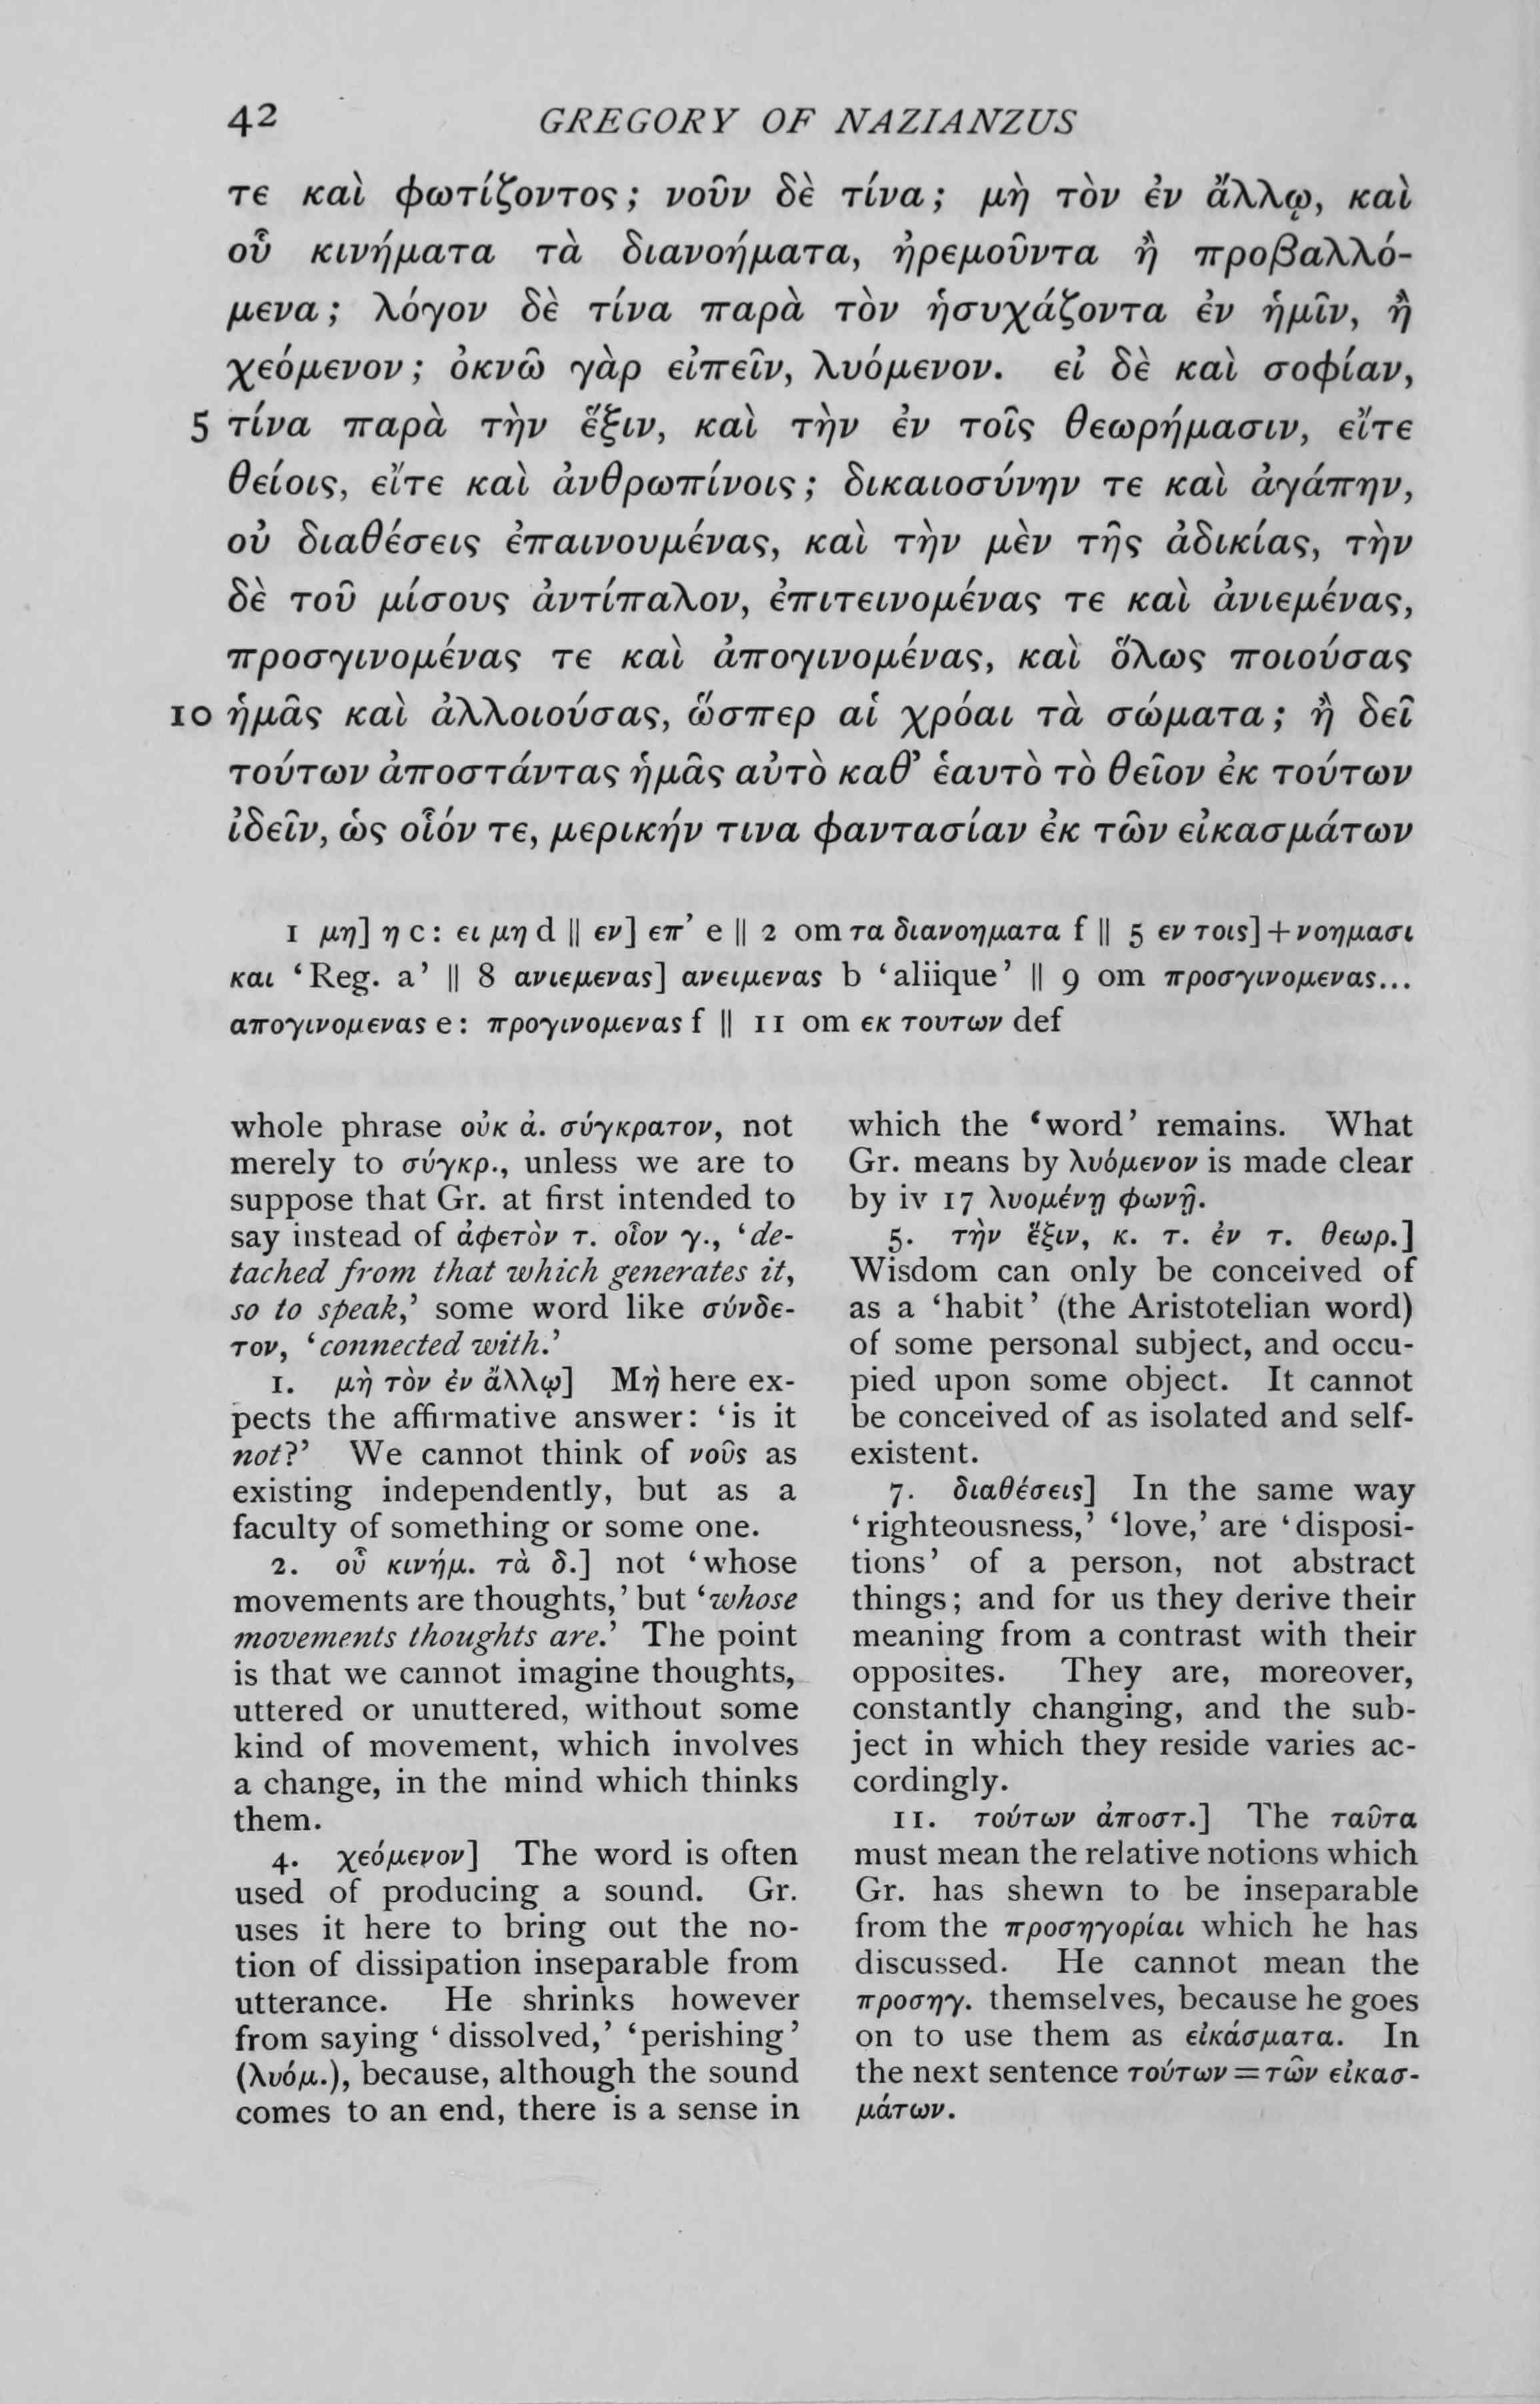 42 GREGORY OF NAZIANZUS
τε καὶ φωτίζοντος; νοῦν δὲ τίνα; μὴ τὸν ἐν ἄλλῳ, καὶ
οὗ κινήματα τὰ διανοήματα, ἠρεμοῦντα ἢ προβαλλό-
μενα; λόγον δὲ τίνα παρὰ τὸν ἡσυχάζοντα ἐν ἡμῖν, ἢ
χεόμενον; ὀκνῶ γὰρ εἰπεῖν, λυόμενον. εἰ δὲ καὶ σοφίαν,
5 τίνα παρὰ τὴν ἕξιν, καὶ τὴν ἐν τοῖς θεωρήμασιν, εἴτε
θείοις, εἴτε καὶ ἀνθρωπίνοις; δικαιοσύνην τε καὶ ἀγάπην,
οὐ διαθέσεις ἐπαινουμένας, καὶ τὴν μὲν τῆς ἀδικίας, τὴν
δὲ τοῦ μίσους ἀντίπαλον, ἐπιτεινομένας τε καὶ ἀνιεμένας,
προσγινομένας τε καὶ ἀπογινομένας, καὶ ὅλως ποιούσας
10 ἡμᾶς καὶ ἀλλοιούσας, ὥσπερ αἱ χρόαι τὰ σώματα; ἢ δεῖ
τούτων ἀποστάντας ἡμᾶς αὐτὸ καθ’ ἑαυτὸ τὸ θεῖον ἐκ τούτων
ἰδεῖν, ὡς οἷόν τε, μερικήν τινα φαντασίαν ἐκ τῶν εἰκασμάτων
1 μη] η c: ει μη d || εν] επ’ e || 2 om τα διανοηματα f || 5 εν τοις]+νοημασι
και ‘Reg. a’ || 8 ανιεμενας] ανειμενας b ‘aliique’ || 9 om προσγινομενας...
απογινομενας e: προγινομενας f || 11 om εκ τουτων def
whole phrase οὐκ ἀ. σύγκρατον, not
merely to σύγκρ., unless we are to
suppose that Gr. at first intended to
say instead of ἀφετὸν τ. οἷον γ., ‘de-
tached from that which generates it,
so to speak,’ some word like σύνδε-
τον, ‘connected with.’
1. μὴ τὸν ἐν ἄλλῳ] Μὴ here ex-
pects the affirmative answer: ‘is it
not?’ We cannot think of νοῦς as
existing independently, but as a
faculty of something or some one.
2. οὗ κινήμ. τὰ δ.] not ‘whose
movements are thoughts,’ but ‘whose
movements thoughts are.’ The point
is that we cannot imagine thoughts,
uttered or unuttered, without some
kind of movement, which involves
a change, in the mind which thinks
them.
4. χεόμενον] The word is often
used of producing a sound. Gr.
uses it here to bring out the no-
tion of dissipation inseparable from
utterance. He shrinks however
from saying ‘dissolved,’ ‘perishing’
(λυόμ.), because, although the sound
comes to an end, there is a sense in
which the ‘word’ remains. What
Gr. means by λυόμενον is made clear
by iv 17 λυομένῃ φωνῇ.
5. τὴν ἕξιν, κ. τ. ἐν τ. θεωρ.]
Wisdom can only be conceived of
as a ‘habit’ (the Aristotelian word)
of some personal subject, and occu-
pied upon some object. It cannot
be conceived of as isolated and self-
existent.
7. διαθέσεις] In the same way
‘righteousness,’ ‘love,’ are ‘disposi-
tions’ of a person, not abstract
things; and for us they derive their
meaning from a contrast with their
opposites. They are, moreover,
constantly changing, and the sub-
ject in which they reside varies ac-
cordingly.
11. τούτων ἀποστ.] The ταῦτα
must mean the relative notions which
Gr. has shewn to be inseparable
from the προσηγορίαι which he has
discussed. He cannot mean the
προσηγ. themselves, because he goes
on to use them as εἰκάσματα. In
the next sentence τούτων = τῶν εἰκασ-
μάτων.